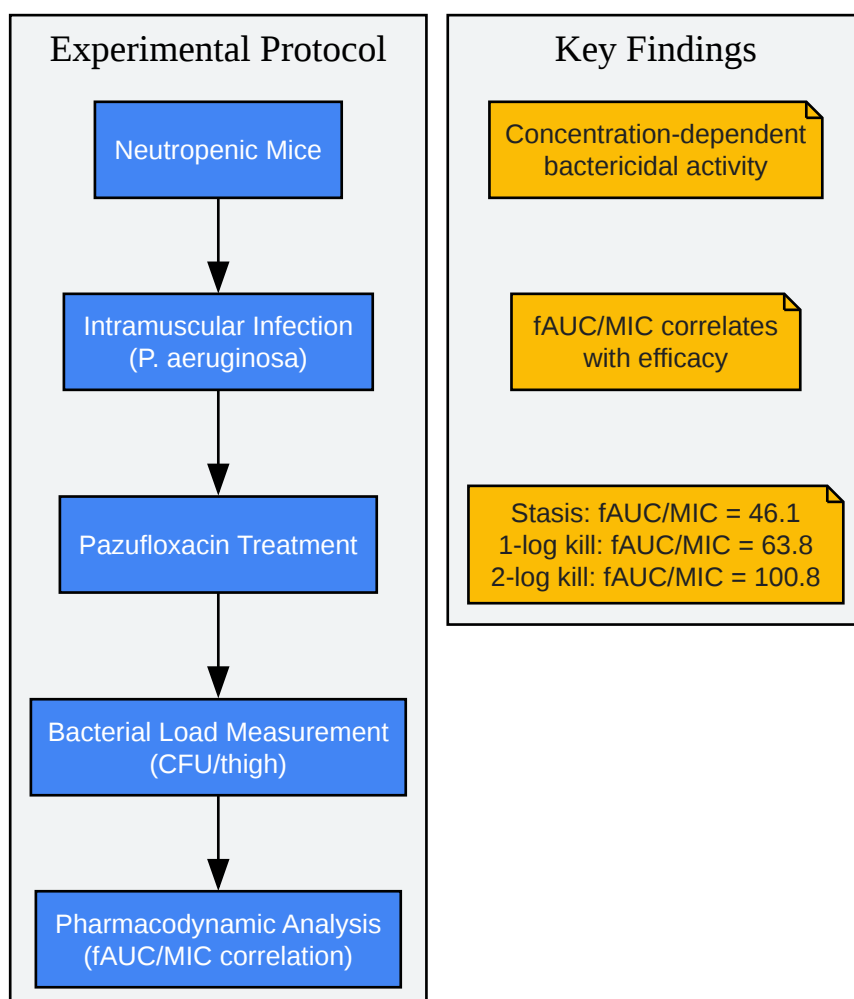 Experimental Protocol
Neutropenic Mice
Intramuscular Infection
(P. aeruginosa)
Pazufloxacin Treatment
Bacterial Load Measurement
(CFU/thigh)
Pharmacodynamic Analysis
(fAUC/MIC correlation)
Key Findings
Concentration-dependent
bactericidal activity
fAUC/MIC correlates
with efficacy
Stasis: fAUC/MIC = 46.1
1-log kill: fAUC/MIC = 63.8
2-log kill: fAUC/MIC = 100.8